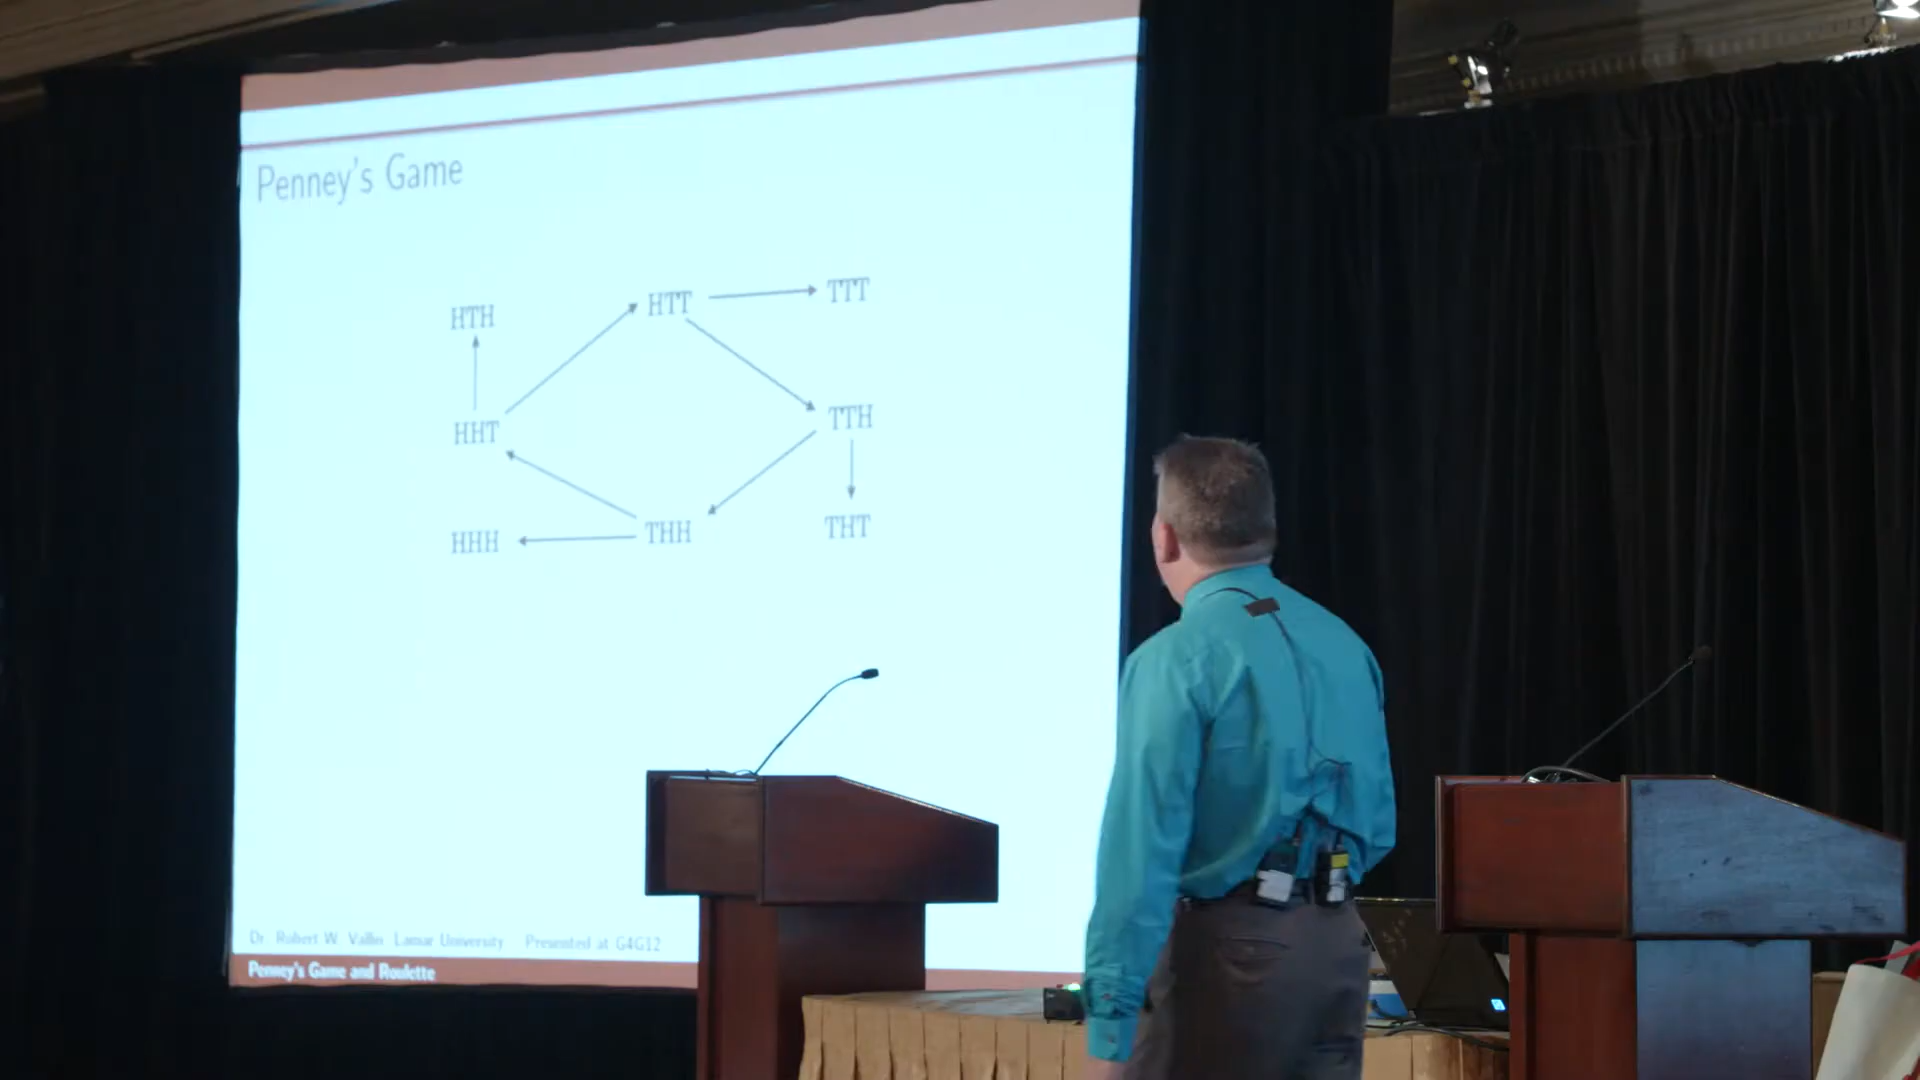 Penney's Game
HTH HTT TTT
HHT TTH
HHH THH THT
Dr. Robert W. Vallin Lamar University Presented at G4G12
Penney's Game and Roulette